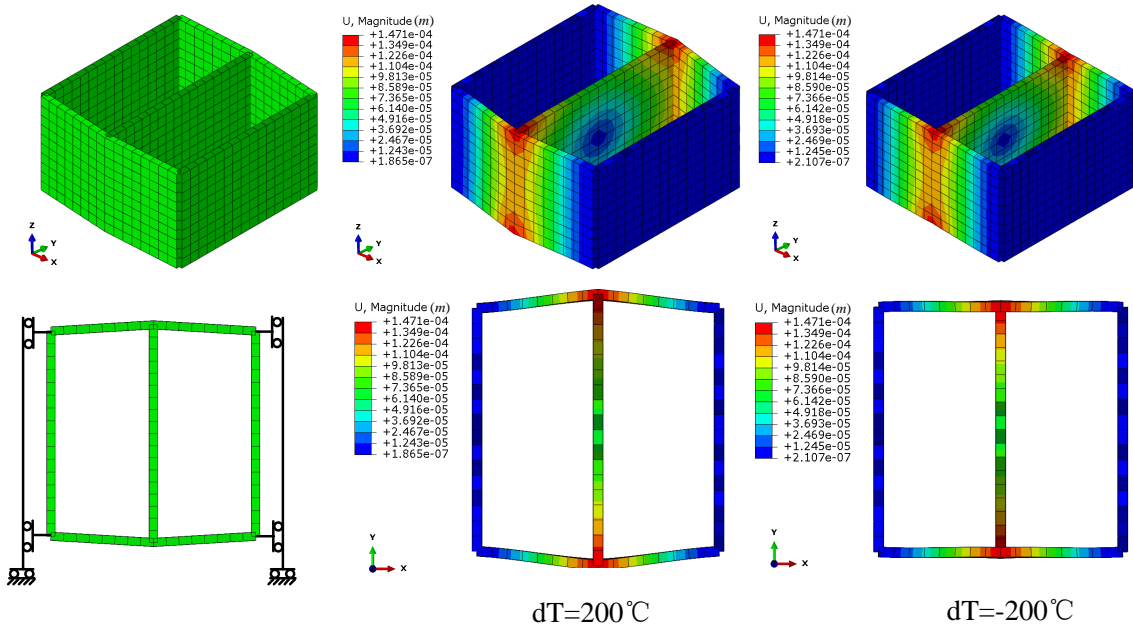 U, Magnitude (m)
+1.471e-04
+1.349e-04
+1.226e-04
+1.104e-04
+9.813e-05
+8.589e-05
+7.365e-05
+6.140e-05
+4.916e-05
+3.692e-05
+2.467e-05
+1.243e-05
+1.865e-07
U, Magnitude (m)
+1.471e-04
+1.349e-04
+1.226e-04
+1.104e-04
+9.814e-05
+8.590e-05
+7.366e-05
+6.142e-05
+4.918e-05
+3.693e-05
+2.469e-05
+1.245e-05
+2.107e-07
Z
Y
X
Z
Y
X
Z
Y
X
U, Magnitude (m)
+1.471e-04
+1.349e-04
+1.226e-04
+1.104e-04
+9.813e-05
+8.589e-05
+7.365e-05
+6.140e-05
+4.916e-05
+3.692e-05
+2.467e-05
+1.243e-05
+1.865e-07
U, Magnitude (m)
+1.471e-04
+1.349e-04
+1.226e-04
+1.104e-04
+9.814e-05
+8.590e-05
+7.366e-05
+6.142e-05
+4.918e-05
+3.693e-05
+2.469e-05
+1.245e-05
+2.107e-07
Y
X
Y
X
dT=200℃
dT=-200℃